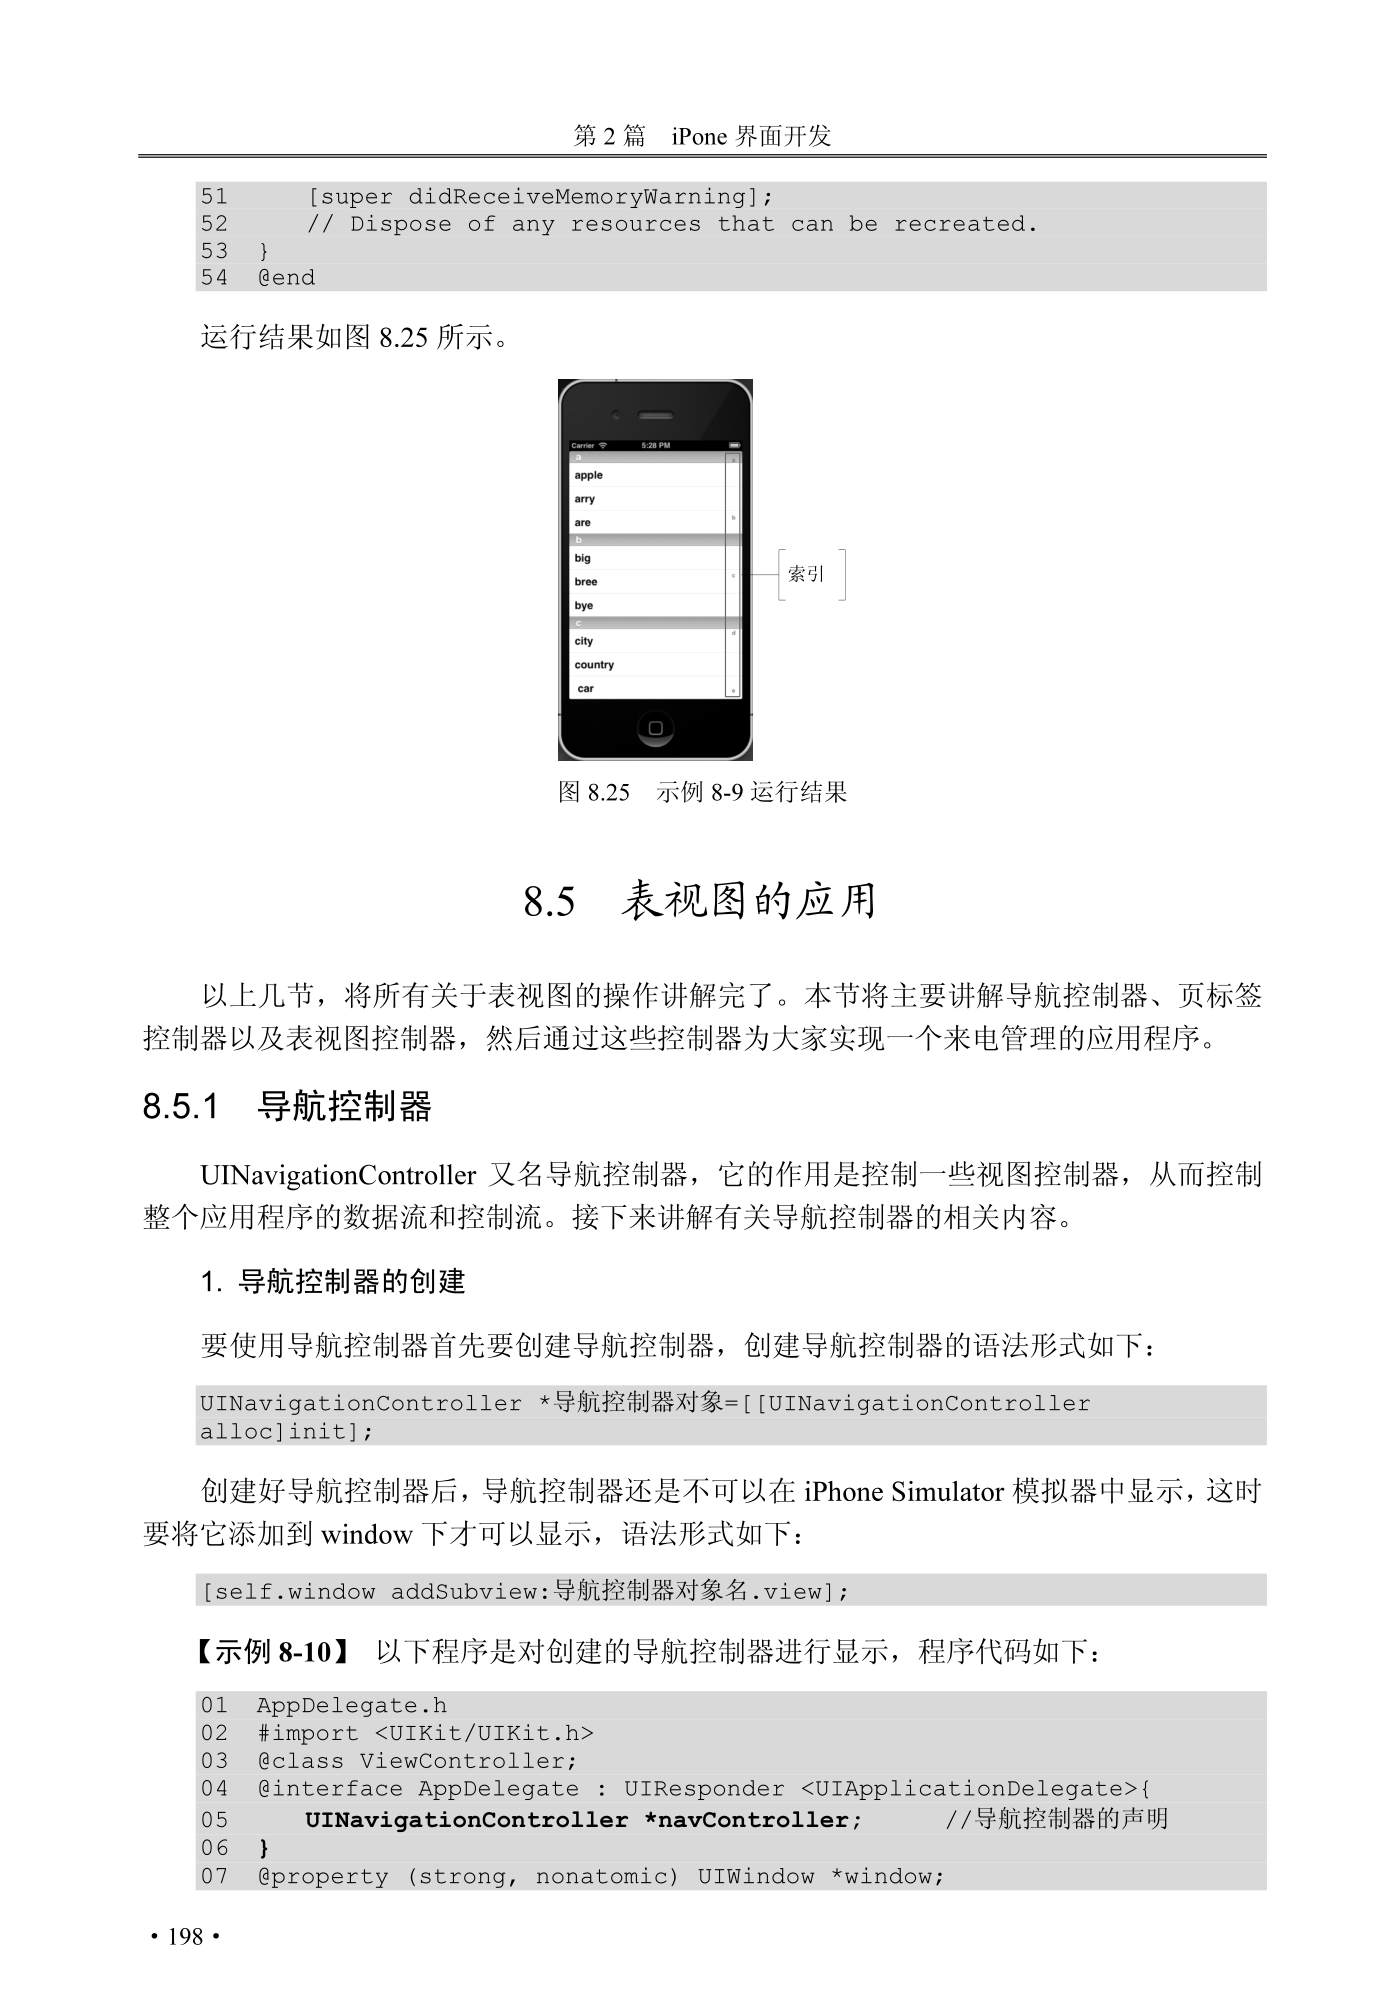 第 2 篇　iPone 界面开发
51     [super didReceiveMemoryWarning];
52     // Dispose of any resources that can be recreated.
53  }
54  @end
运行结果如图 8.25 所示。
Carrier 5:28 PM
a
a
apple
arry
b
are
b
big
c
bree
索引
bye
c
d
city
country
car
e
图 8.25　示例 8-9 运行结果
8.5　表视图的应用
以上几节，将所有关于表视图的操作讲解完了。本节将主要讲解导航控制器、页标签
控制器以及表视图控制器，然后通过这些控制器为大家实现一个来电管理的应用程序。
8.5.1　导航控制器
UINavigationController 又名导航控制器，它的作用是控制一些视图控制器，从而控制
整个应用程序的数据流和控制流。接下来讲解有关导航控制器的相关内容。
1. 导航控制器的创建
要使用导航控制器首先要创建导航控制器，创建导航控制器的语法形式如下：
UINavigationController *导航控制器对象=[[UINavigationController
alloc]init];
创建好导航控制器后，导航控制器还是不可以在 iPhone Simulator 模拟器中显示，这时
要将它添加到 window 下才可以显示，语法形式如下：
[self.window addSubview:导航控制器对象名.view];
【示例 8-10】 以下程序是对创建的导航控制器进行显示，程序代码如下：
01  AppDelegate.h
02  #import <UIKit/UIKit.h>
03  @class ViewController;
04  @interface AppDelegate : UIResponder <UIApplicationDelegate>{
05     UINavigationController *navController;     //导航控制器的声明
06  }
07  @property (strong, nonatomic) UIWindow *window;
· 198 ·